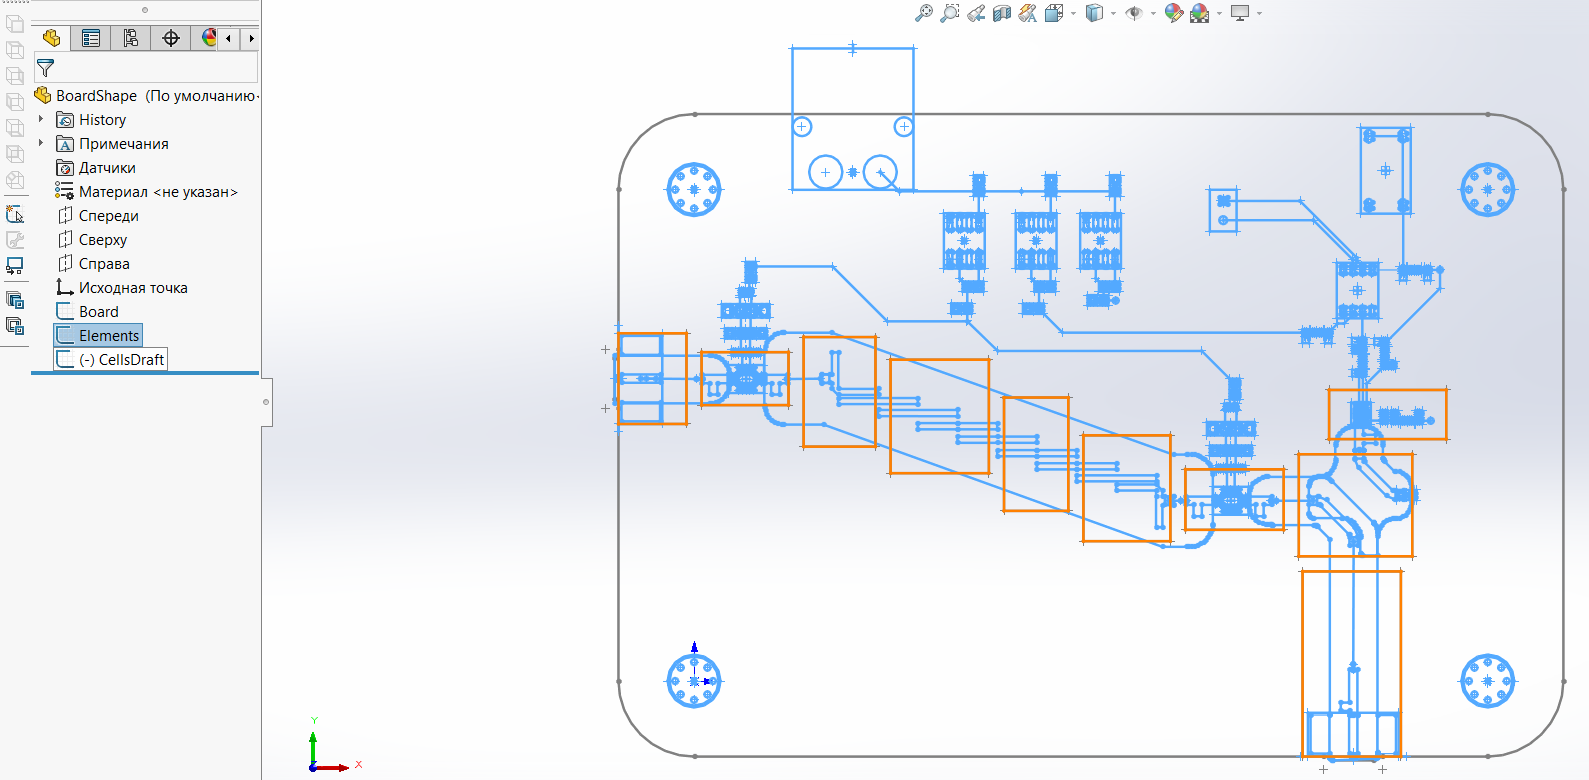 BoardShape (По умолчанию
History
Примечания
Датчики
Материал <не указан>
Спереди
Сверху
Справа
Исходная точка
Board
Elements
(-) CellsDraft
Y
X